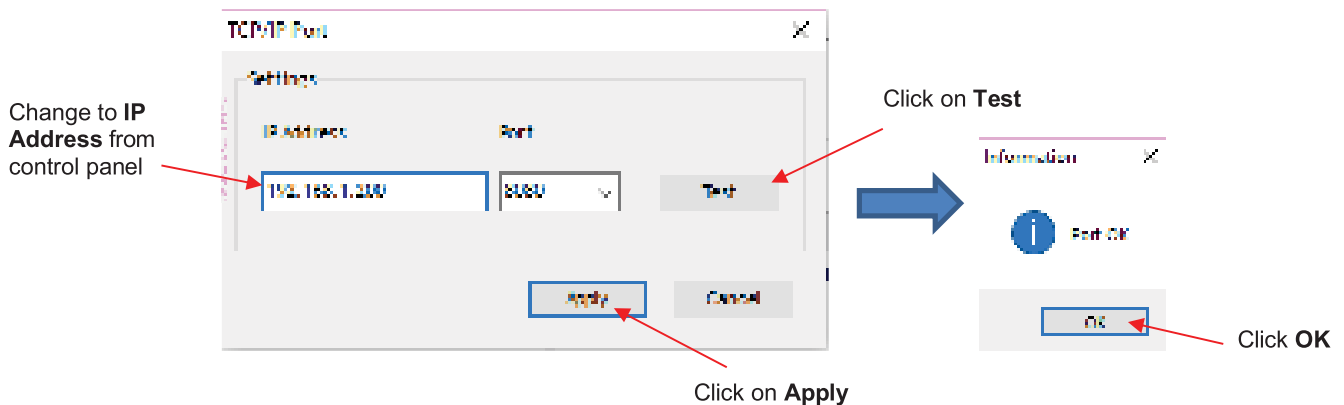 TCP/IP Port
Settings
Change to IP
Address from
control panel
IP Address
Port
Click on Test
192.168.1.200
8080
Test
Information
Port OK
Apply
Cancel
OK
Click OK
Click on Apply